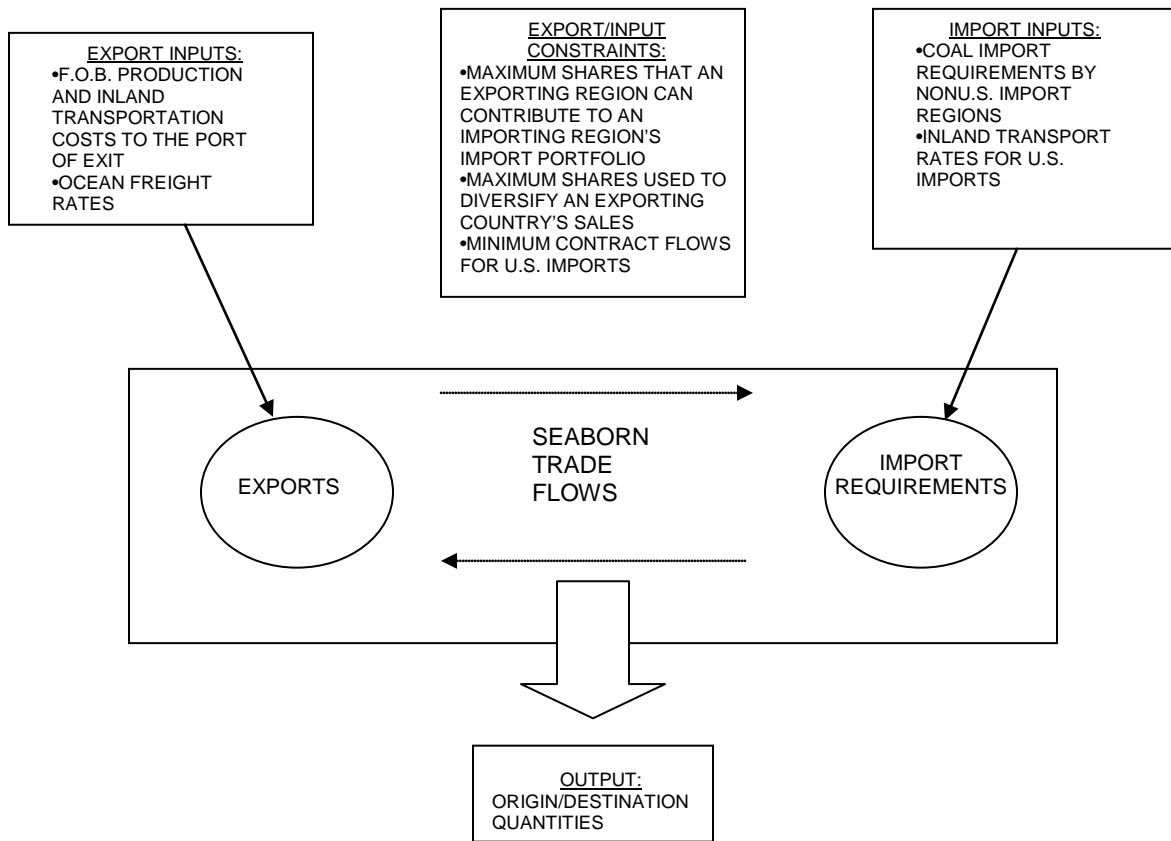 EXPORT INPUTS:
•F.O.B. PRODUCTION
AND INLAND
TRANSPORTATION
COSTS TO THE PORT
OF EXIT
•OCEAN FREIGHT
RATES
EXPORT/INPUT
CONSTRAINTS:
•MAXIMUM SHARES THAT AN
EXPORTING REGION CAN
CONTRIBUTE TO AN
IMPORTING REGION'S
IMPORT PORTFOLIO
•MAXIMUM SHARES USED TO
DIVERSIFY AN EXPORTING
COUNTRY'S SALES
•MINIMUM CONTRACT FLOWS
FOR U.S. IMPORTS
IMPORT INPUTS:
•COAL IMPORT
REQUIREMENTS BY
NONU.S. IMPORT
REGIONS
•INLAND TRANSPORT
RATES FOR U.S.
IMPORTS
EXPORTS
SEABORN
TRADE
FLOWS
IMPORT
REQUIREMENTS
OUTPUT:
ORIGIN/DESTINATION
QUANTITIES